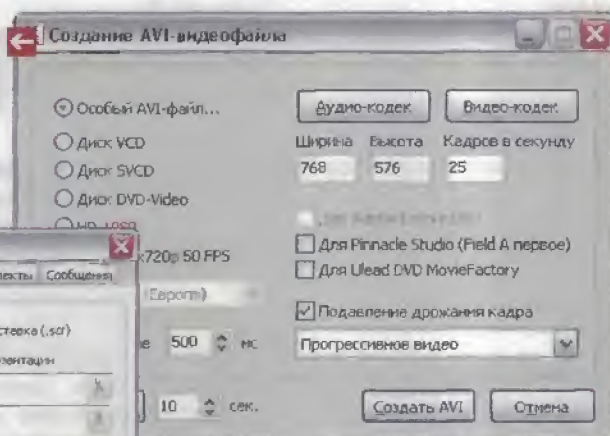 Создание AVI-видеофайла
Особый AVI-файл...
Диск VCD
Диск SVCD
Диск DVD-Video
Аудио-кодек
Видео-кодек
Ширина Высота Кадров в секунду
768 576 25
x720p 50 FPS
Европа)
500 мс
10 сек.
Для Pinnacle Studio (Field A первое)
Для Ulead DVD MovieFactory
Подавление дрожания кадра
Прогрессивное видео
Создать AVI
Отмена
Сообщения
(.scr)